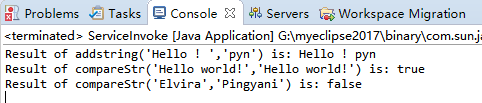 Problems Tasks Console Servers Workspace Migration
<terminated> ServiceInvoke [Java Application] G:\myeclipse2017\binary\com.sun.ja
Result of addstring('Hello ! ','pyn') is: Hello ! pyn
Result of compareStr('Hello world!','Hello world!') is: true
Result of compareStr('Elvira','Pingyani') is: false